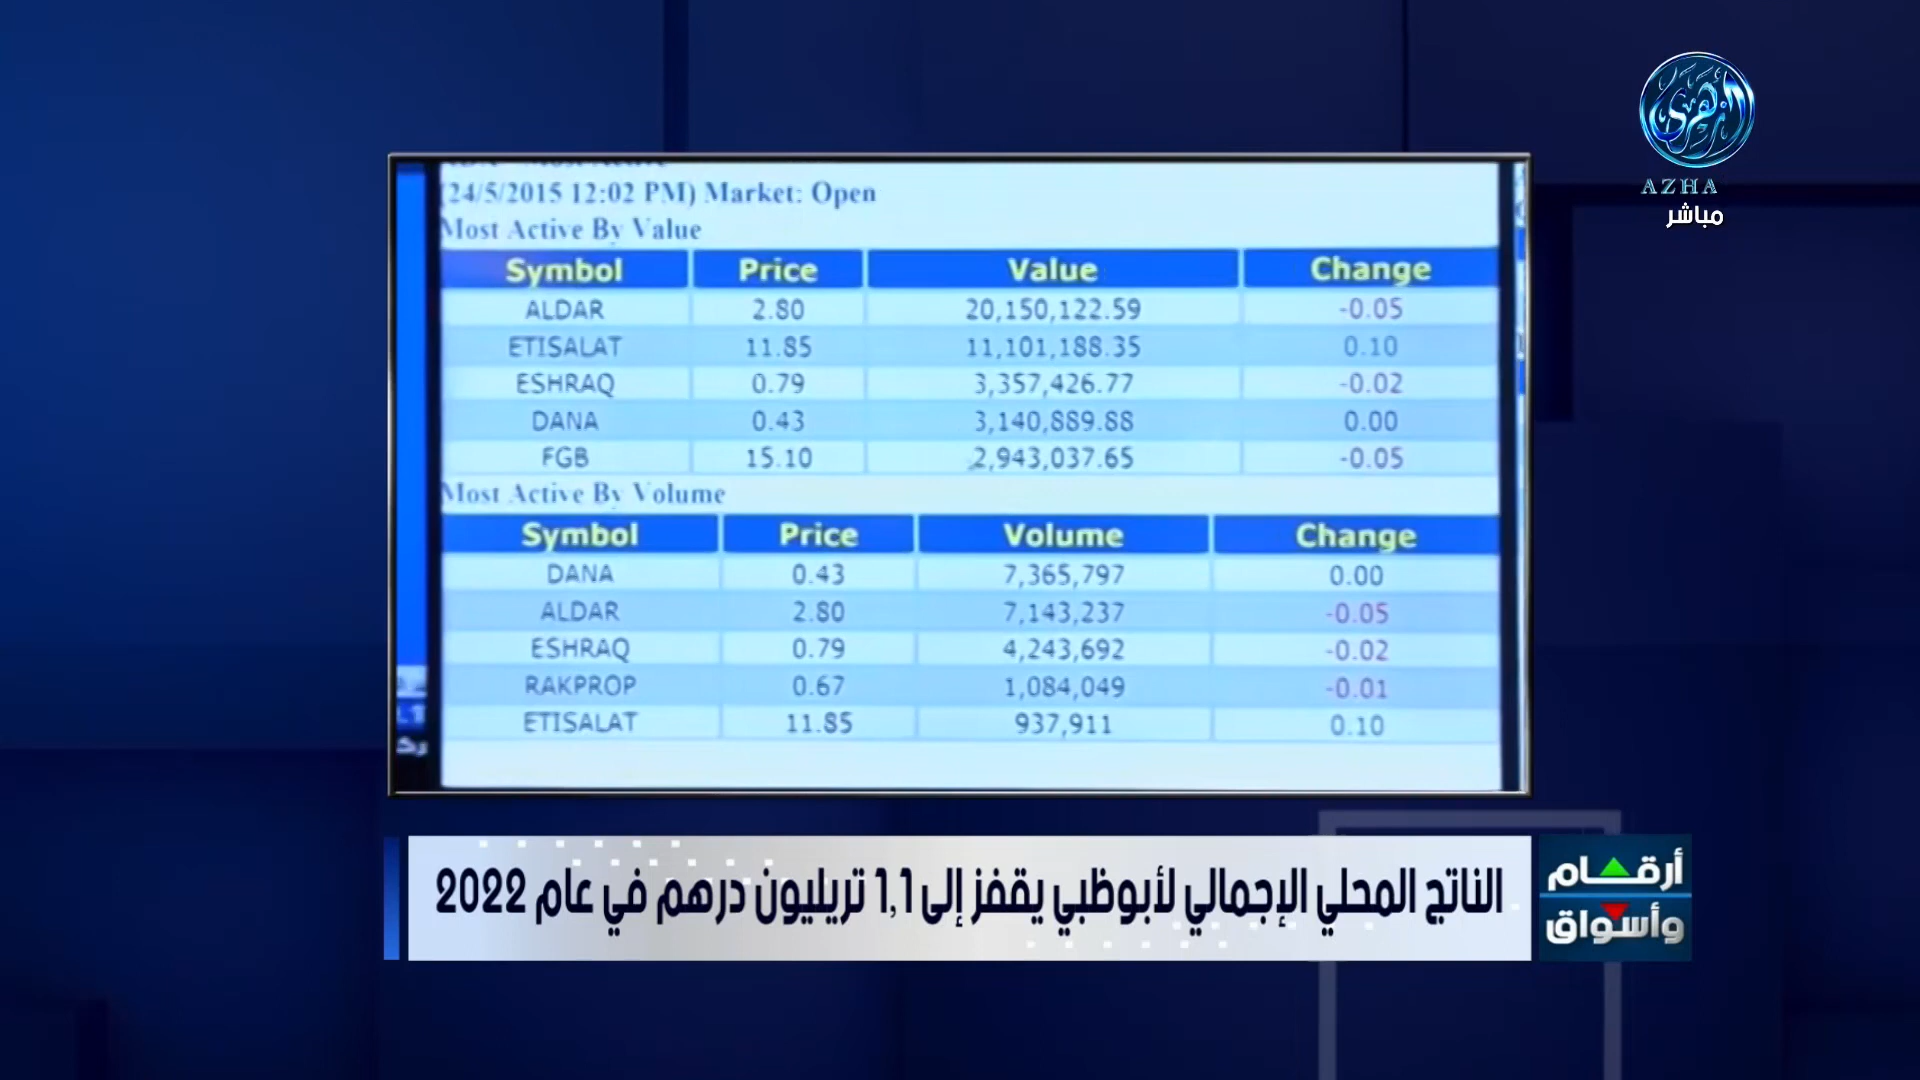 الأزهري
AZHA
مباشر
(24/5/2015 12:02 PM) Market: Open
Most Active By Value
Symbol Price Value Change
ALDAR 2.80 20,150,122.59 -0.05
ETISALAT 11.85 11,101,188.35 0.10
ESHRAQ 0.79 3,357,426.77 -0.02
DANA 0.43 3,140,889.88 0.00
FGB 15.10 2,943,037.65 -0.05
Most Active By Volume
Symbol Price Volume Change
DANA 0.43 7,365,797 0.00
ALDAR 2.80 7,143,237 -0.05
ESHRAQ 0.79 4,243,692 -0.02
RAKPROP 0.67 1,084,049 -0.01
ETISALAT 11.85 937,911 0.10
أرقام
وأسواق
الناتج المحلي الإجمالي لأبوظبي يقفز إلى 1,1 تريليون درهم في عام 2022